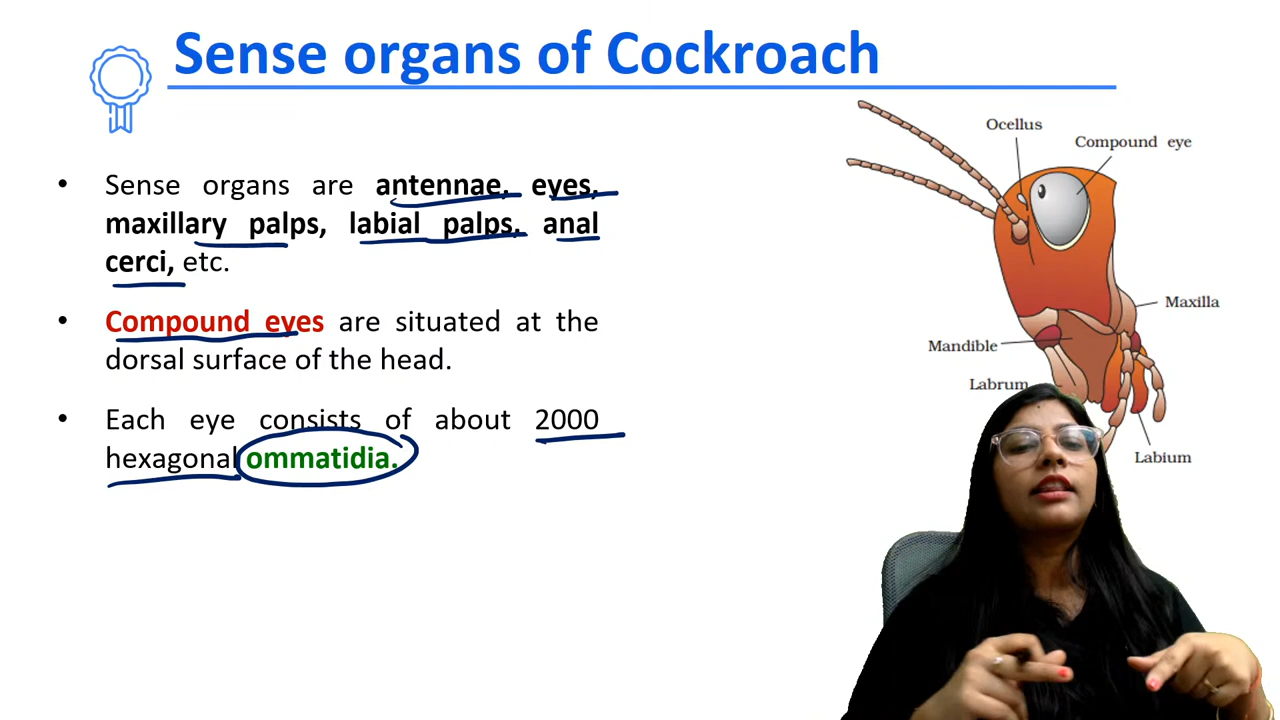 Sense organs of Cockroach
• Sense organs are antennae, eyes,
maxillary palps, labial palps, anal
cerci, etc.
• Compound eyes are situated at the
dorsal surface of the head.
• Each eye consists of about 2000
hexagonal ommatidia.
Ocellus
Compound eye
Maxilla
Mandible
Labrum
Labium